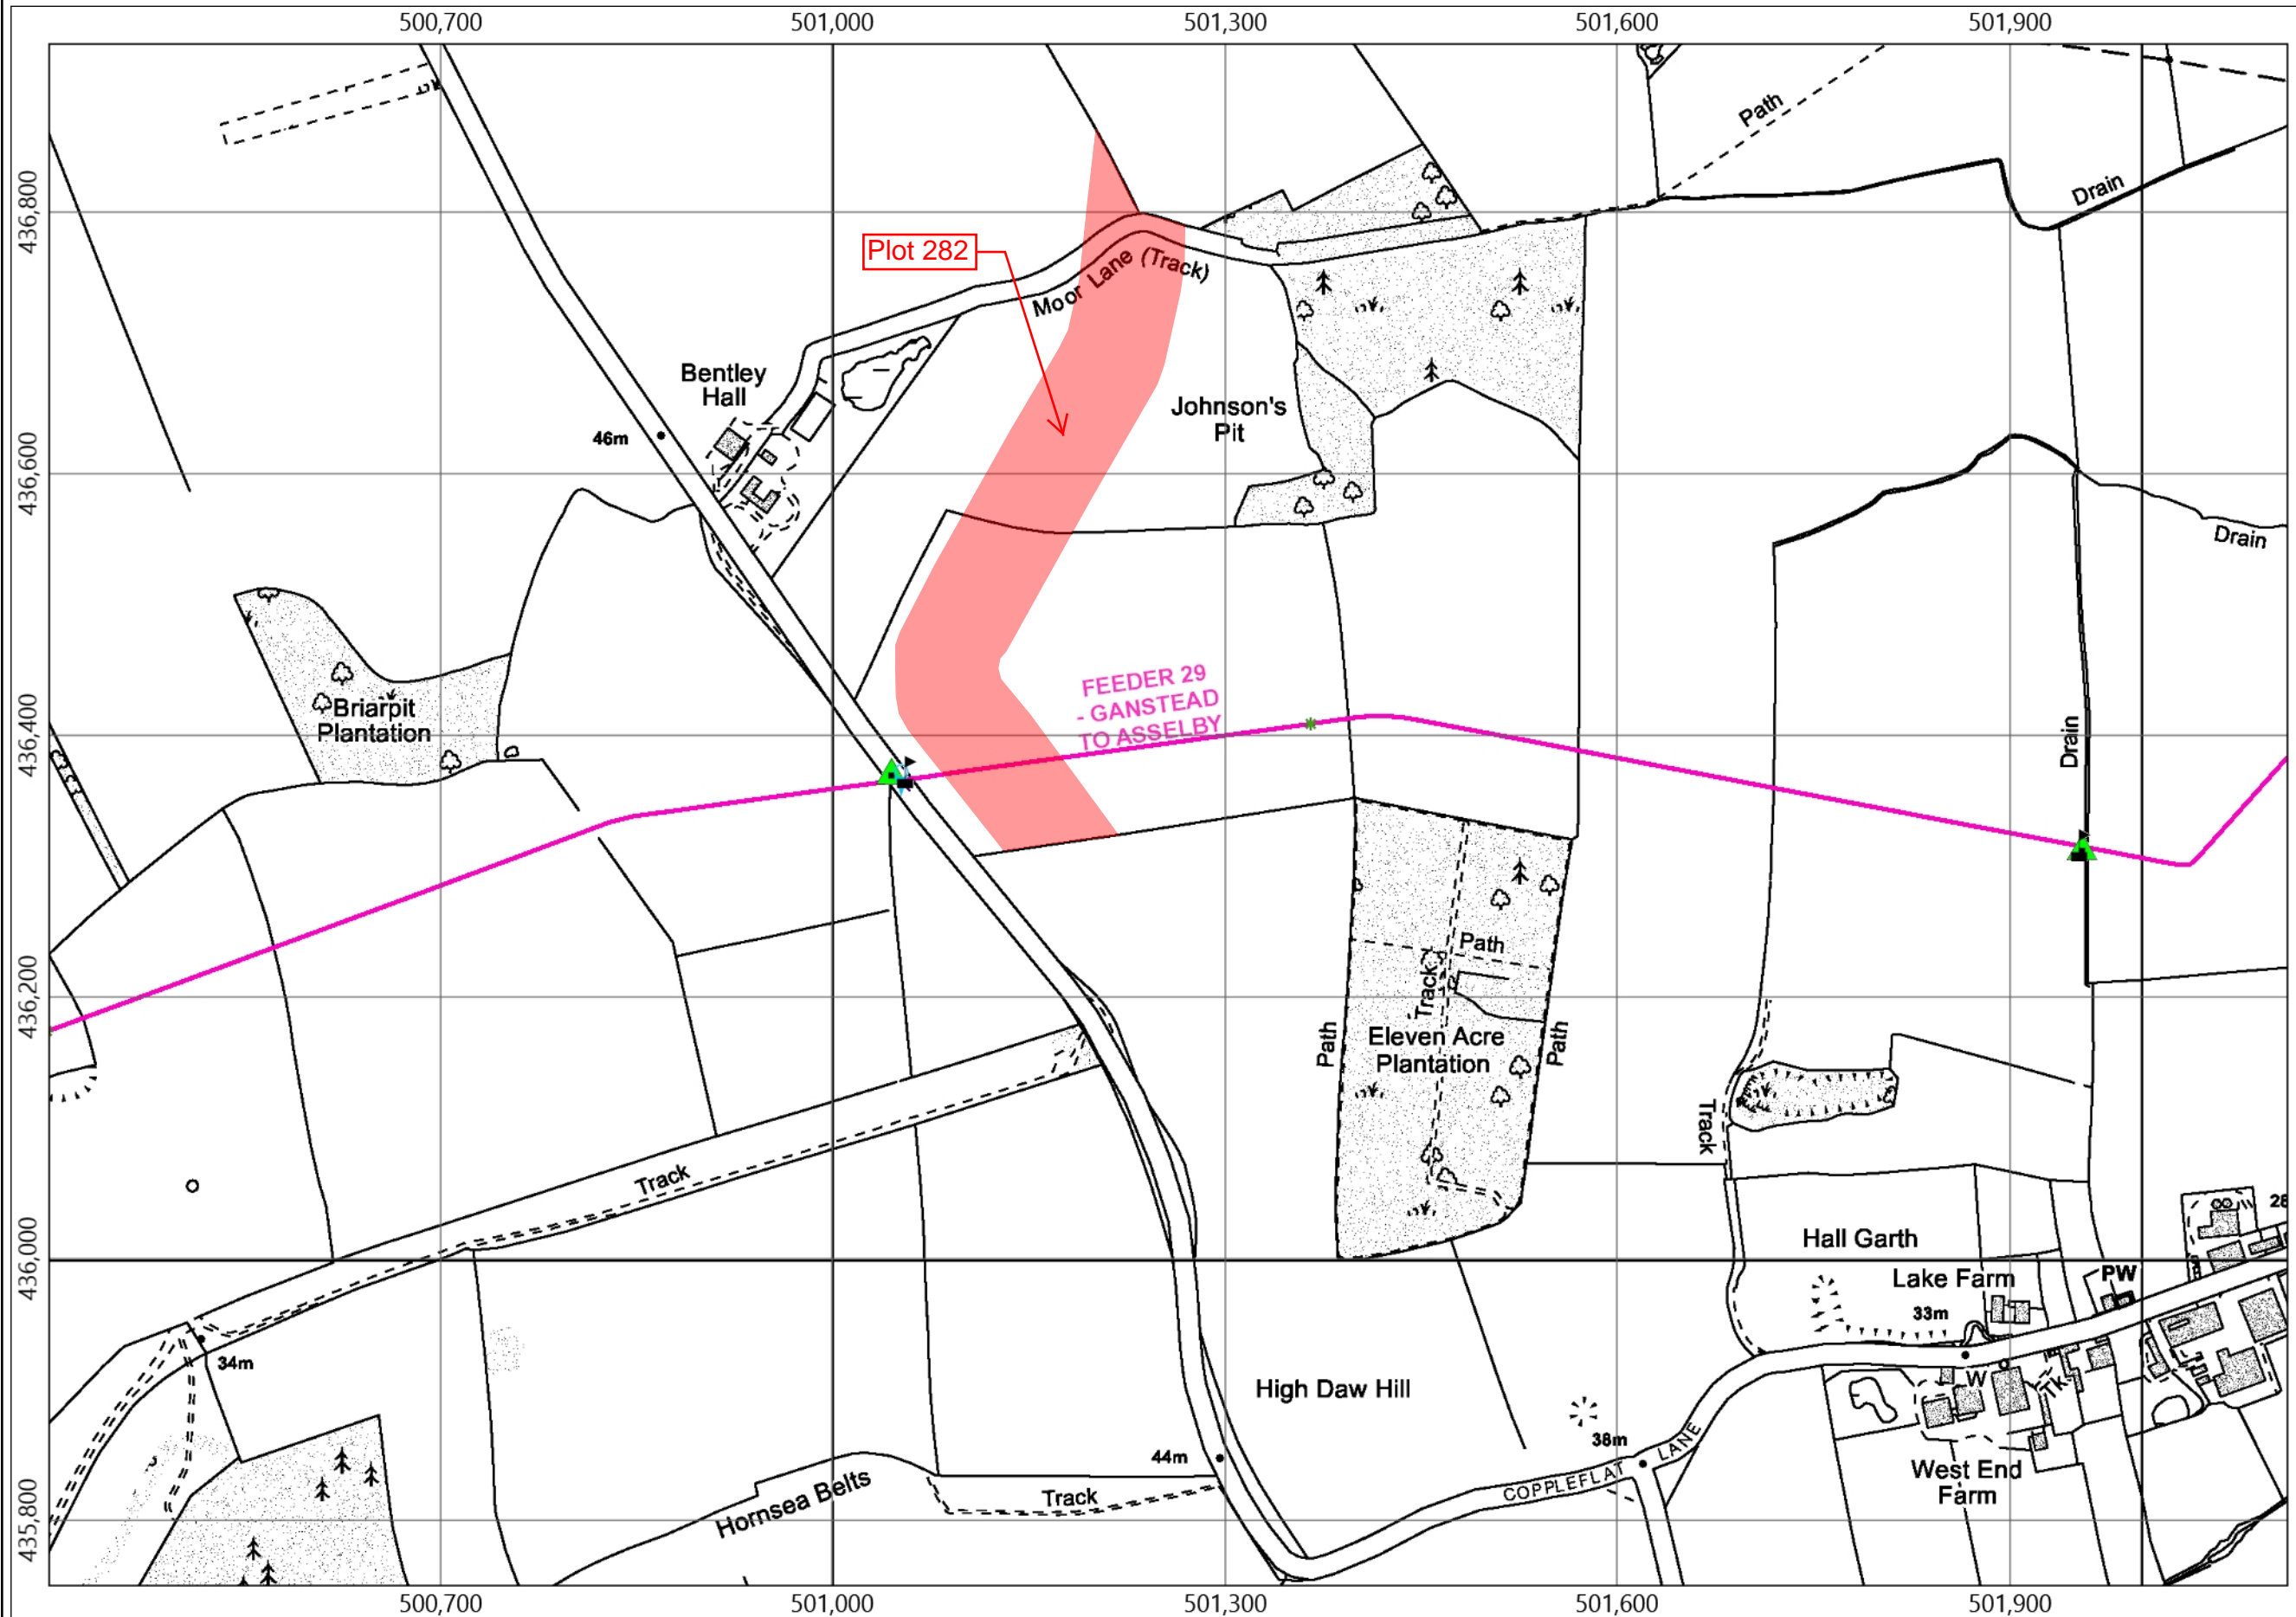 500,700
501,000
501,300
501,600
501,900
436,800
436,600
436,400
436,200
436,000
435,800
Path
Drain
Plot 282
Moor Lane (Track)
Bentley
Hall
46m
Johnson's
Pit
Drain
Briarpit
Plantation
FEEDER 29
- GANSTEAD
TO ASSELBY
Drain
Path
Track
Path
Eleven Acre
Plantation
Path
Track
Track
Hall Garth
28
Lake Farm
PW
33m
34m
High Daw Hill
W
Tk
38m
44m
COPPLEFLAT LANE
West End
Farm
Hornsea Belts
Track
500,700
501,000
501,300
501,600
501,900